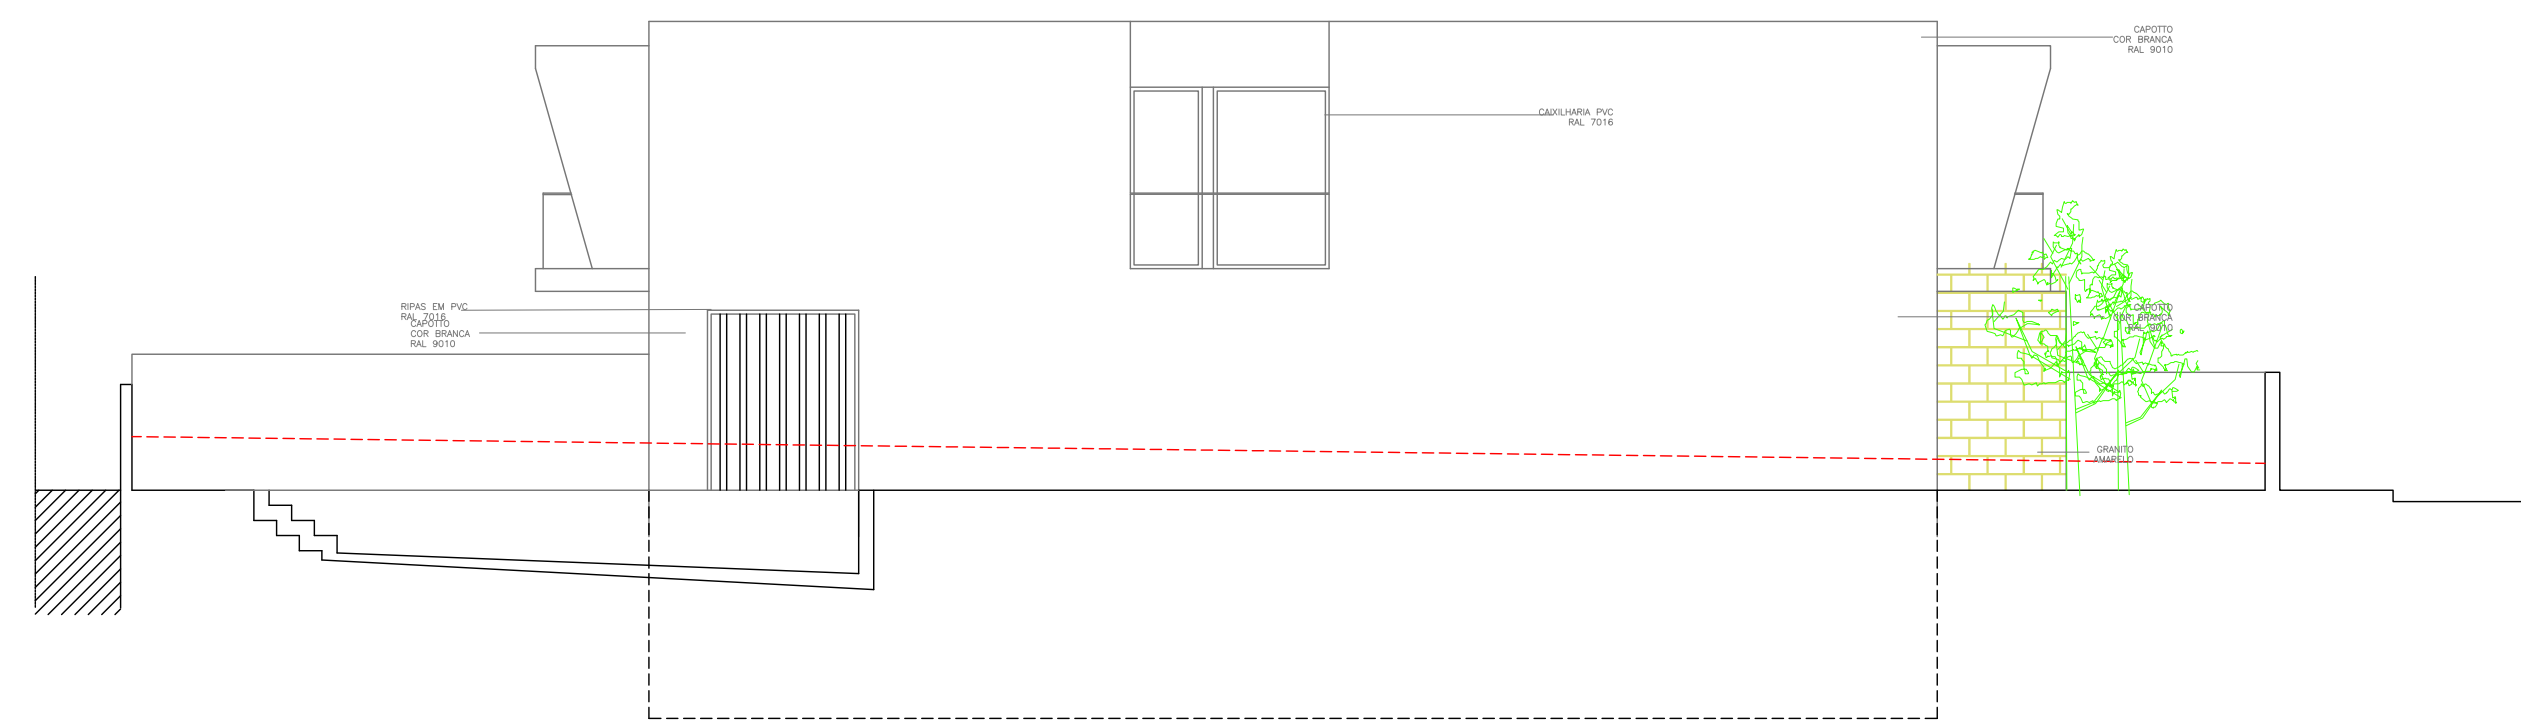 CAPOTTO
COR BRANCA
RAL 9010
CAIXILHARIA PVC
RAL 7016
RIPAS EM PVC
RAL 7016
CAPOTTO
COR BRANCA
RAL 9010
CAPOTTO
COR BRANCA
RAL 9010
GRANITO
AMARELO